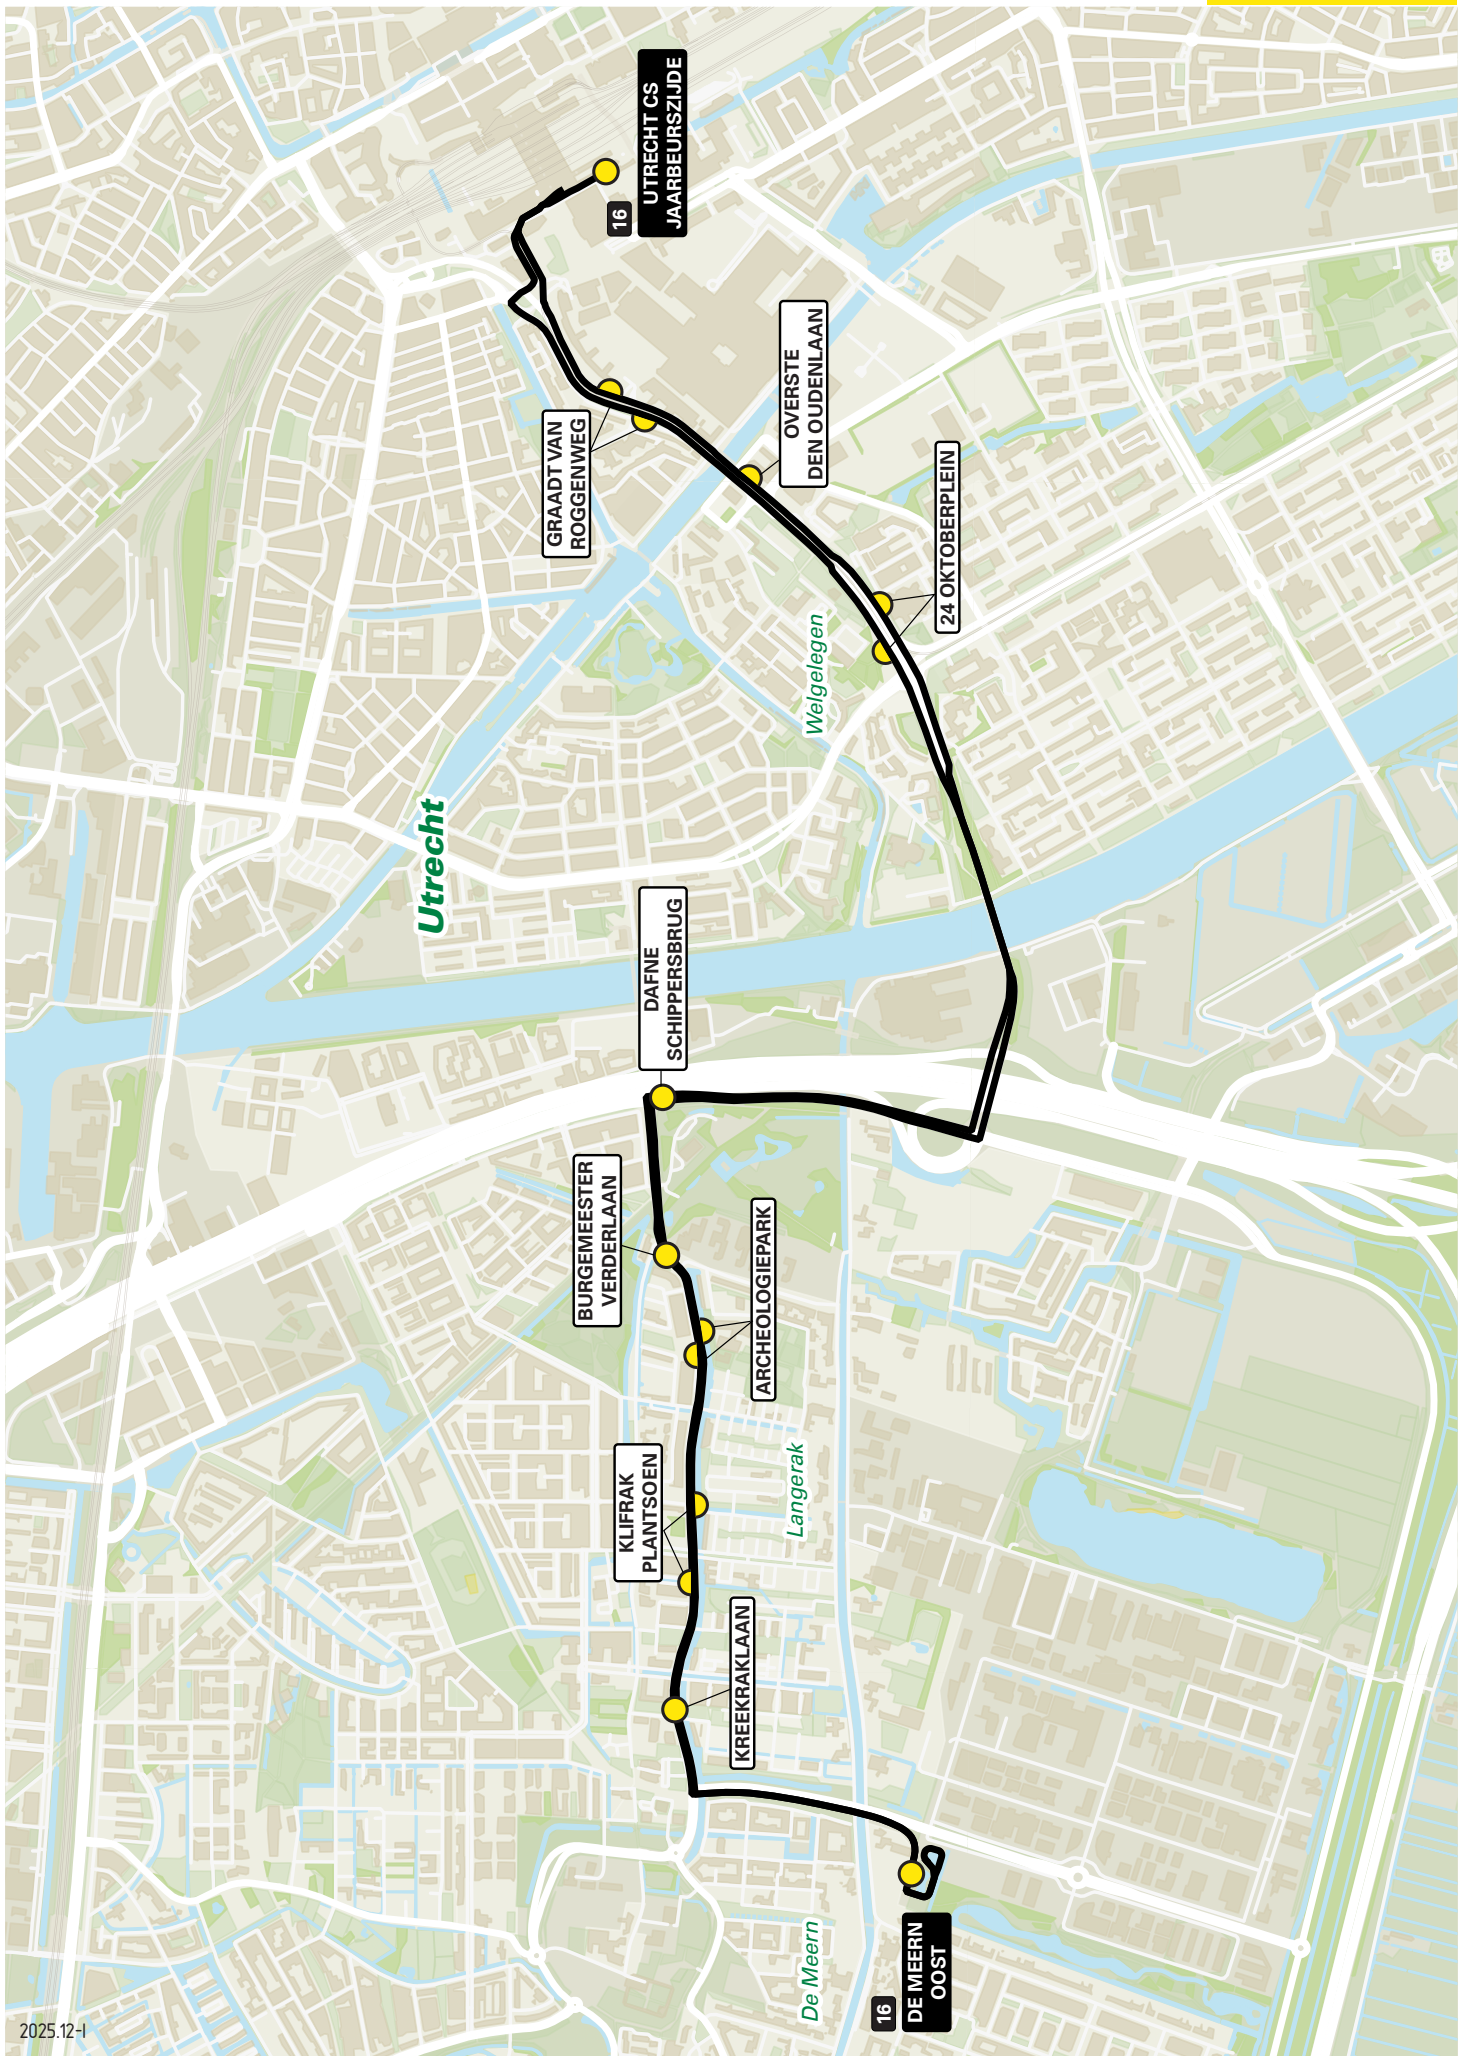 UTRECHT CS
JAARBEURSZIJDE
16
GRAADT VAN
ROGGENWEG
OVERSTE
DEN OUDENLAAN
24 OKTOBERPLEIN
Welgelegen
Utrecht
DAFNE
SCHIPPERSBRUG
BURGEMEESTER
VERDERLAAN
ARCHEOLOGIEPARK
KLIFRAK
PLANTSOEN
Langerak
KREEKRAKLAAN
De Meern
16
DE MEERN
OOST
2025.12-I